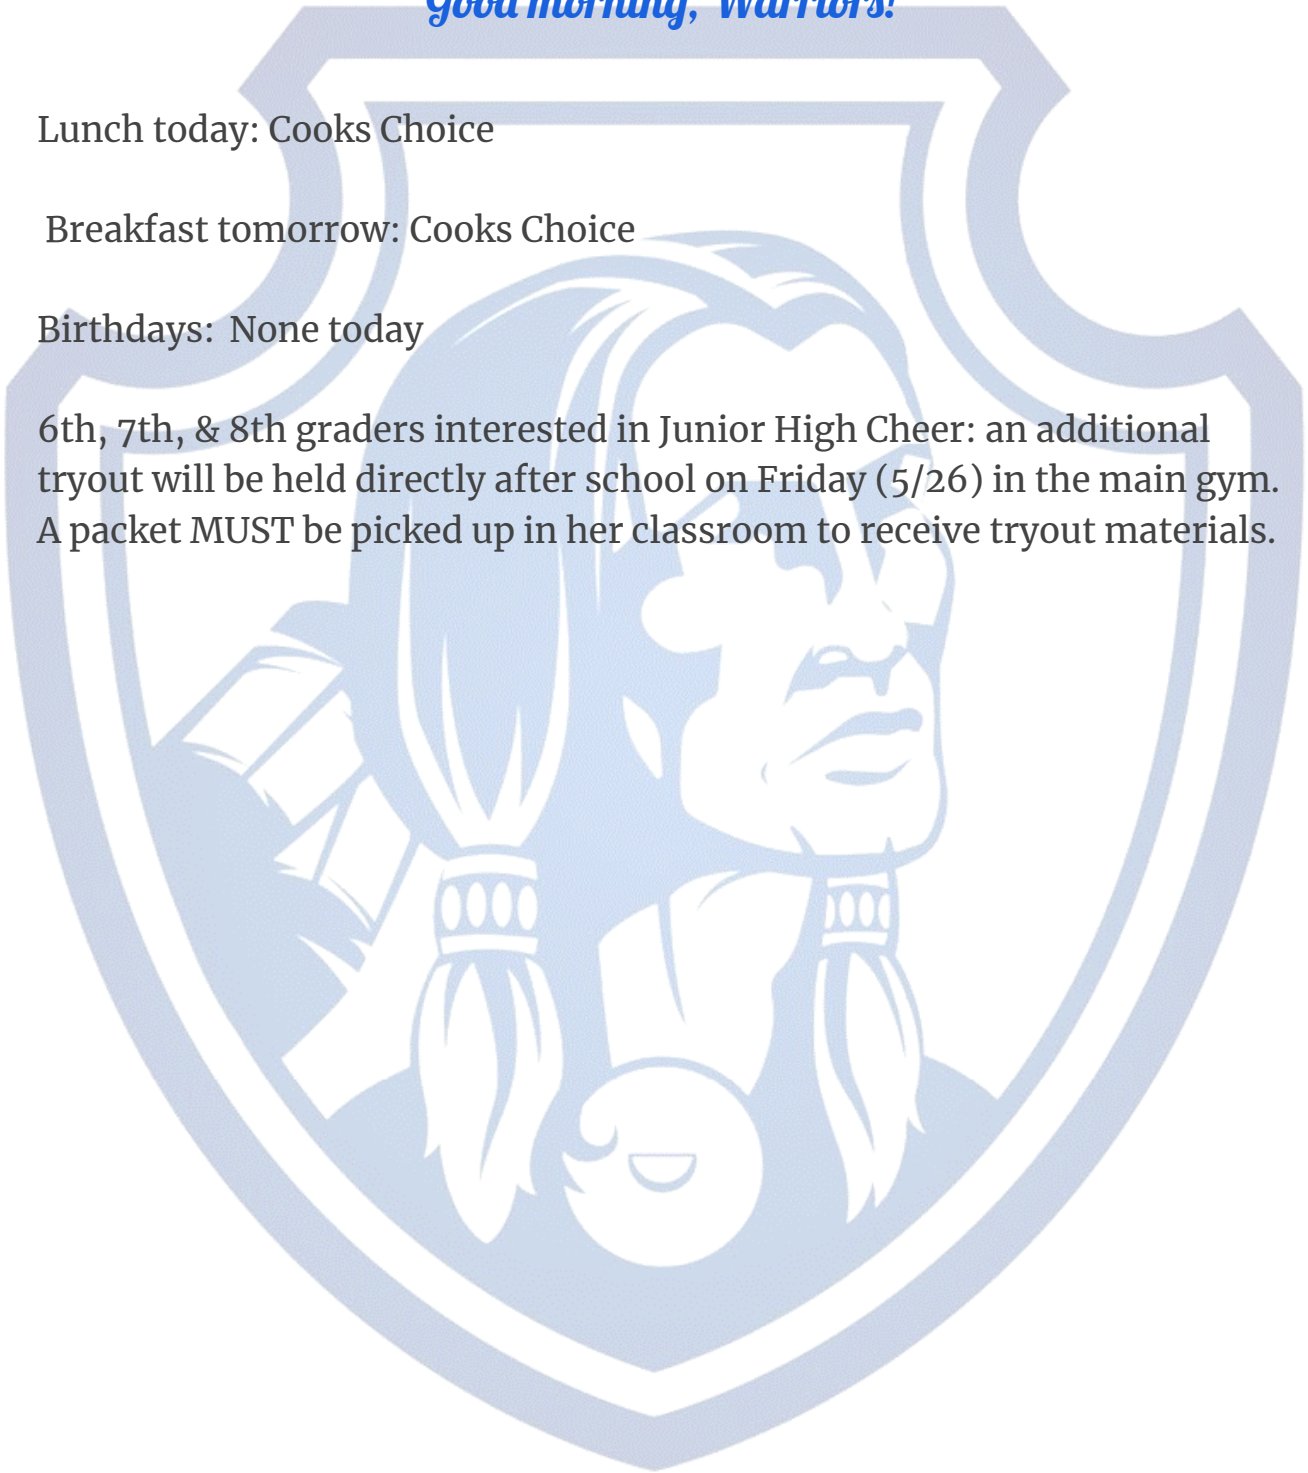 Good morning, Warriors!
Lunch today: Cooks Choice
Breakfast tomorrow: Cooks Choice
Birthdays:  None today
6th, 7th, & 8th graders interested in Junior High Cheer: an additional
tryout will be held directly after school on Friday (5/26) in the main gym.
A packet MUST be picked up in her classroom to receive tryout materials.